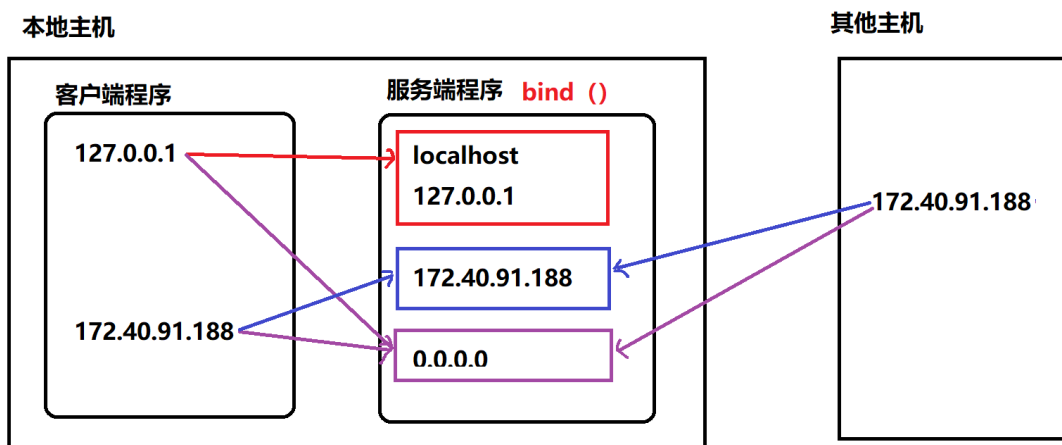 本地主机
其他主机
客户端程序
服务端程序 bind（）
127.0.0.1
localhost
127.0.0.1
172.40.91.188
172.40.91.188
172.40.91.188
0.0.0.0